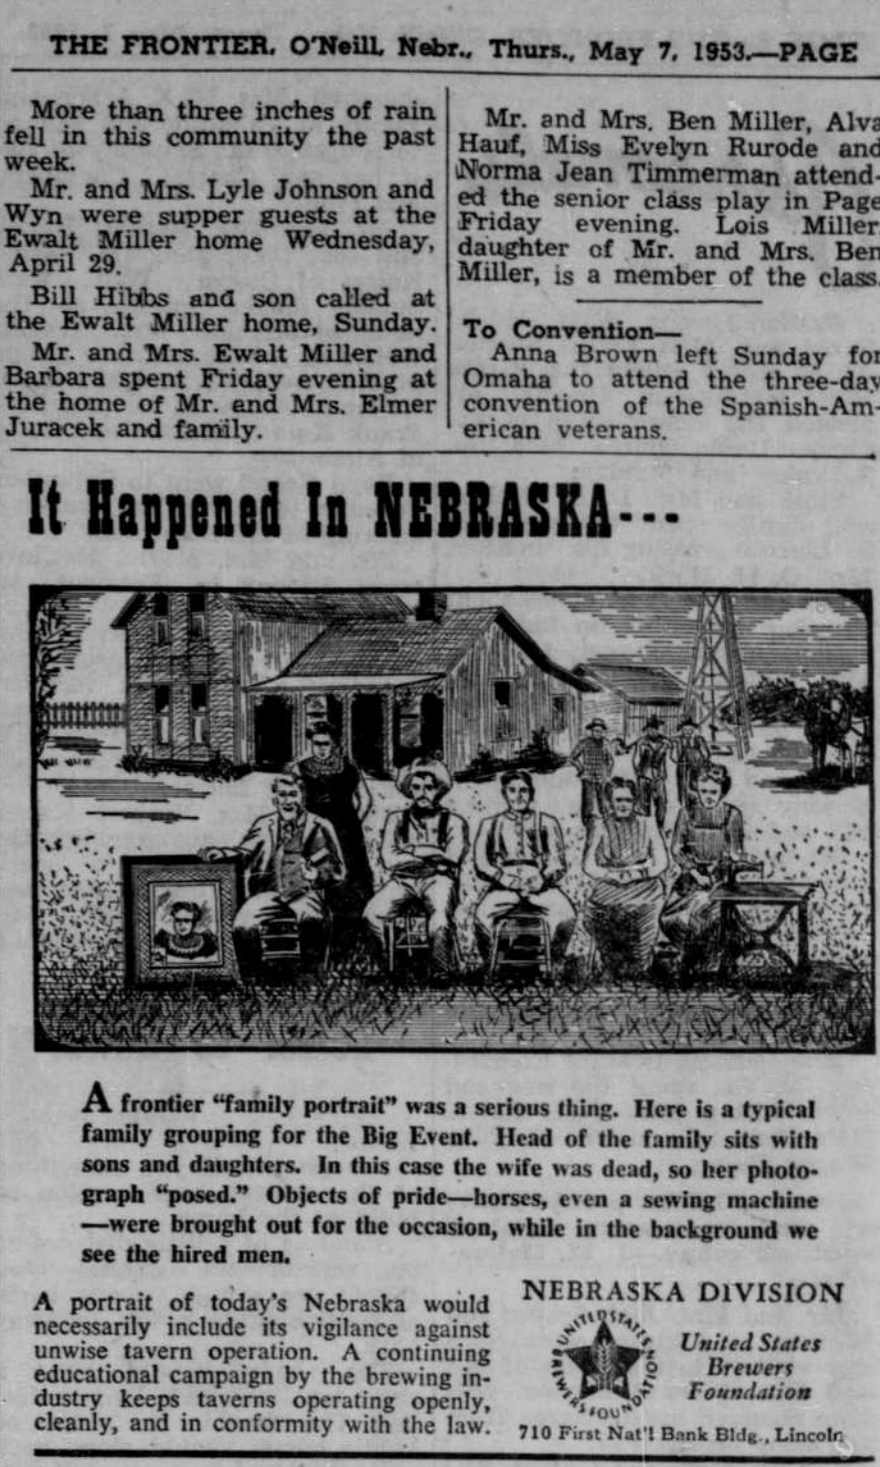 THE FRONTIER, O'Neill, Nebr., Thurs., May 7, 1953.—PAGE
More than three inches of rain
fell in this community the past
week.
Mr. and Mrs. Lyle Johnson and
Wyn were supper guests at the
Ewalt Miller home Wednesday,
April 29.
Bill Hibbs and son called at
the Ewalt Miller home, Sunday.
Mr. and Mrs. Ewalt Miller and
Barbara spent Friday evening at
the home of Mr. and Mrs. Elmer
Juracek and family.
Mr. and Mrs. Ben Miller, Alva
Hauf, Miss Evelyn Rurode and
Norma Jean Timmerman attend-
ed the senior class play in Page
Friday evening. Lois Miller
daughter of Mr. and Mrs. Ben
Miller, is a member of the class.
To Convention—
Anna Brown left Sunday for
Omaha to attend the three-day
convention of the Spanish-Am-
erican veterans.
It Happened In NEBRASKA---
A frontier "family portrait" was a serious thing. Here is a typical
family grouping for the Big Event. Head of the family sits with
sons and daughters. In this case the wife was dead, so her photo-
graph "posed." Objects of pride—horses, even a sewing machine
—were brought out for the occasion, while in the background we
see the hired men.
A portrait of today's Nebraska would
necessarily include its vigilance against
unwise tavern operation. A continuing
educational campaign by the brewing in-
dustry keeps taverns operating openly,
cleanly, and in conformity with the law.
NEBRASKA DIVISION
UNITED STATES BREWERS FOUNDATION
United States
Brewers
Foundation
710 First Nat'l Bank Bldg., Lincoln